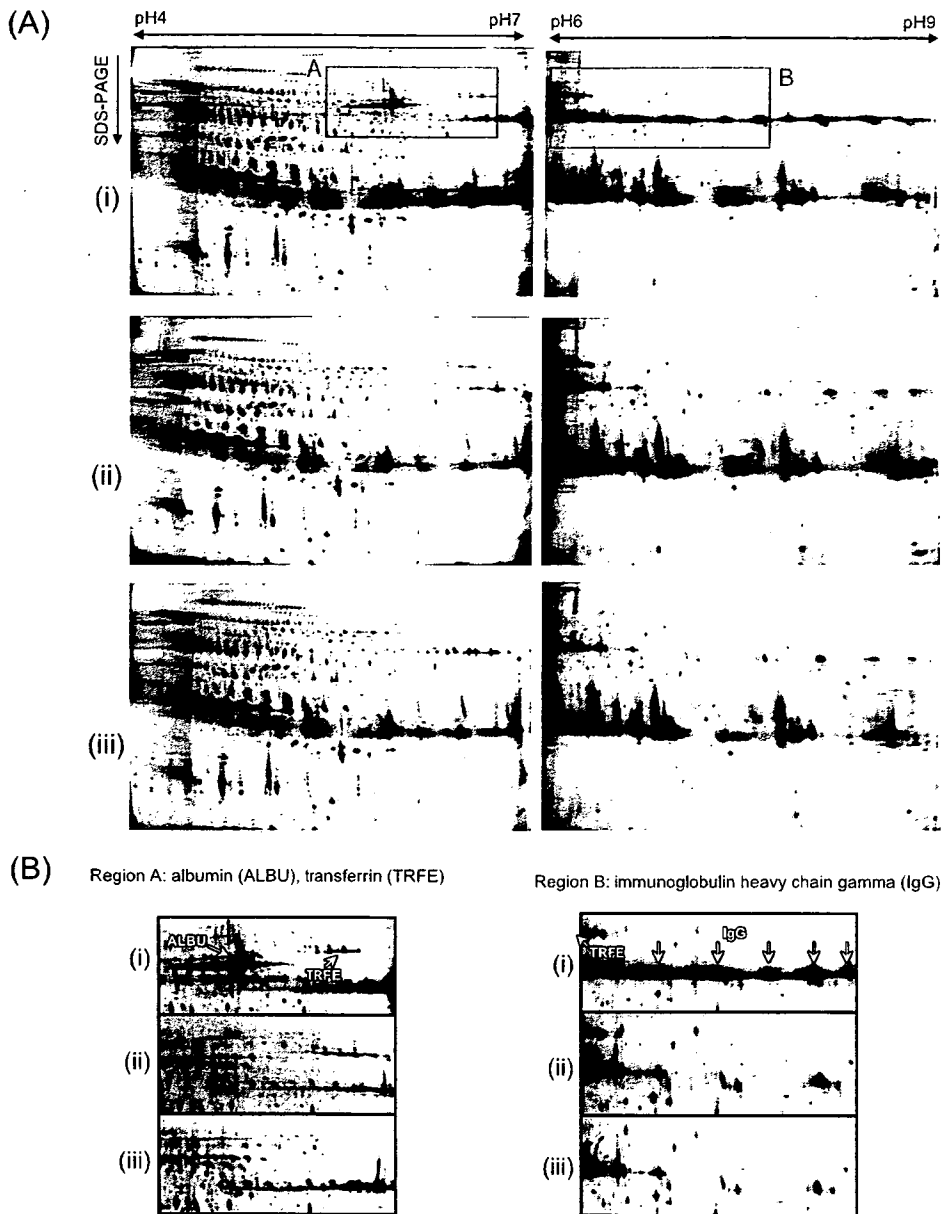 (A)
pH4 pH7 pH6 pH9
SDS-PAGE
A
B
(i)
(ii)
(iii)
(B)
Region A: albumin (ALBU), transferrin (TRFE)
Region B: immunoglobulin heavy chain gamma (IgG)
(i)
ALBU
TRFE
(ii)
(iii)
(i)
TRFE
IgG
(ii)
(iii)